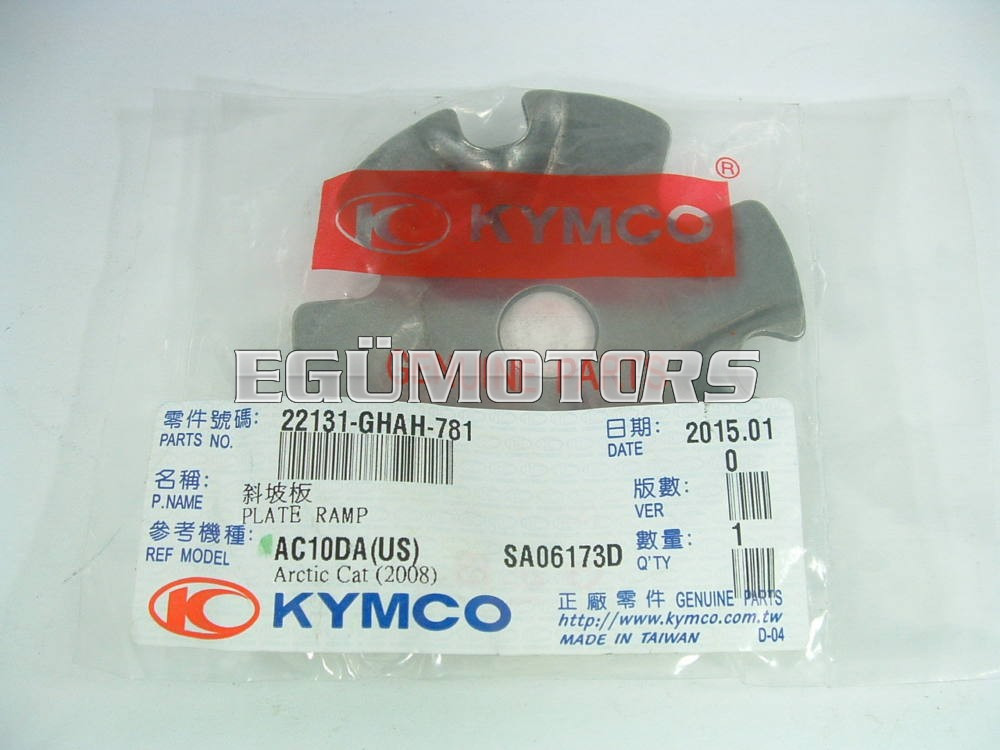 ®
KYMCO
GENUINE PARTS
EGÜMOTORS
零件號碼: 22131-GHAH-781
PARTS NO.
日期: 2015.01
DATE
0
名稱: 斜坡板
P.NAME PLATE RAMP
版數:
VER
參考機種: AC10DA(US) SA06173D
REF MODEL Arctic Cat (2008)
數量: 1
Q'TY
KYMCO
正廠零件 GENUINE PARTS
http://www.kymco.com.tw
MADE IN TAIWAN D-04